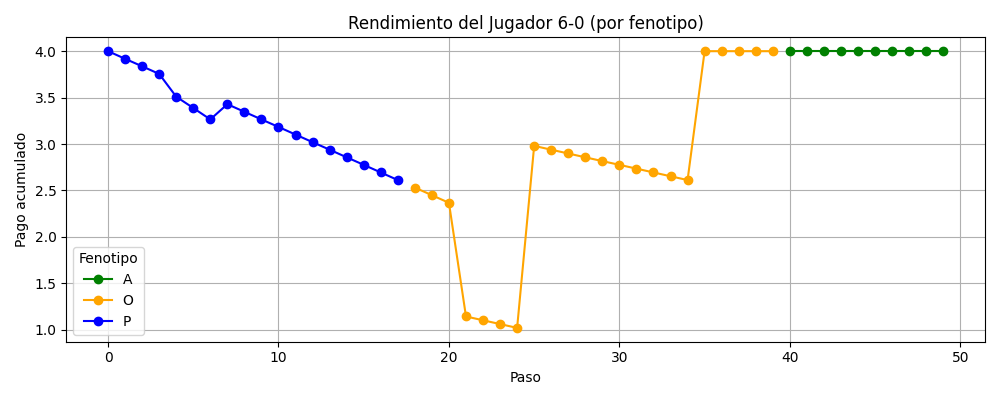 Rendimiento del Jugador 6-0 (por fenotipo)
Pago acumulado
4.0
3.5
3.0
2.5
2.0
1.5
1.0
Fenotipo
A
O
P
0 10 20 30 40 50
Paso